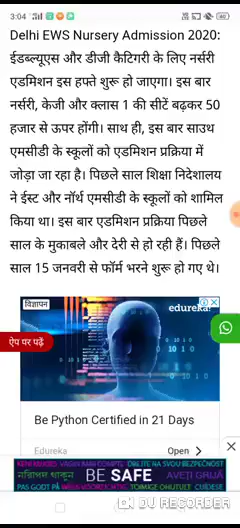 3:04
Delhi EWS Nursery Admission 2020:
ईडब्ल्यूएस और डीजी कैटिगरी के लिए नर्सरी
एडमिशन इस हफ्ते शुरू हो जाएगा। इस बार
नर्सरी, केजी और क्लास 1 की सीटें बढ़कर 50
हजार से ऊपर होंगी। साथ ही, इस बार साउथ
एमसीडी के स्कूलों को एडमिशन प्रक्रिया में
जोड़ा जा रहा है। पिछले साल शिक्षा निदेशालय
ने ईस्ट और नॉर्थ एमसीडी के स्कूलों को शामिल
किया था। इस बार एडमिशन प्रक्रिया पिछले
साल के मुकाबले और देरी से हो रही हैं। पिछले
साल 15 जनवरी से फॉर्म भरने शुरू हो गए थे।
विज्ञापन
edureka!
ऐप पर पढ़ें
Be Python Certified in 21 Days
Edureka
Open
BE SAFE
DU RECORDER